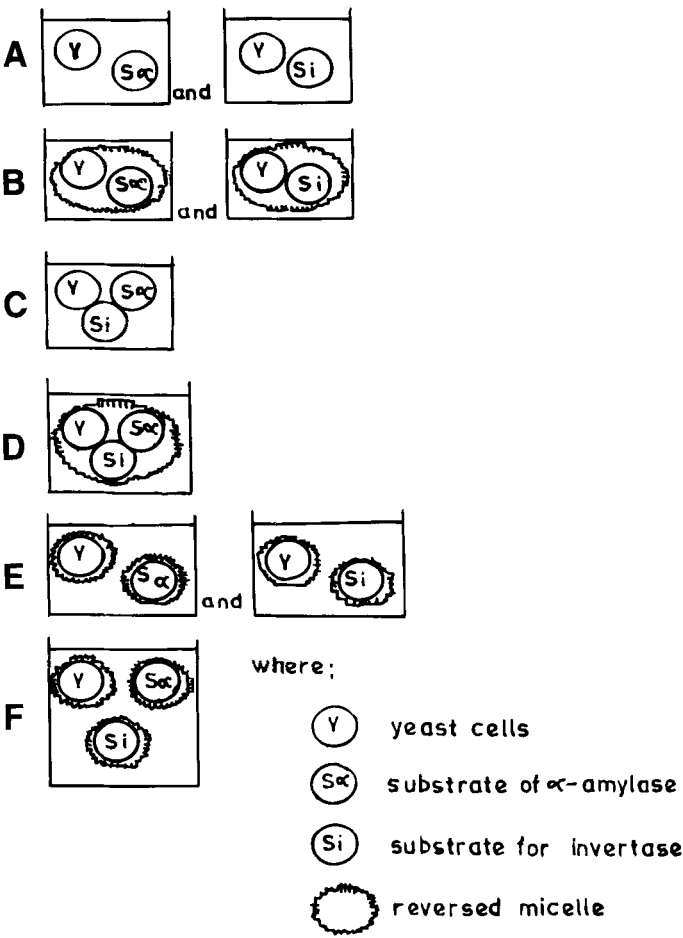 A Y Sα and Y Si
B Y Sα and Y Si
C Y Sα
Si
D Y Sα
Si
E Y Sα and Y Si
F Y Sα
Si
where;
Y yeast cells
Sα substrate of α-amylase
Si substrate for invertase
reversed micelle